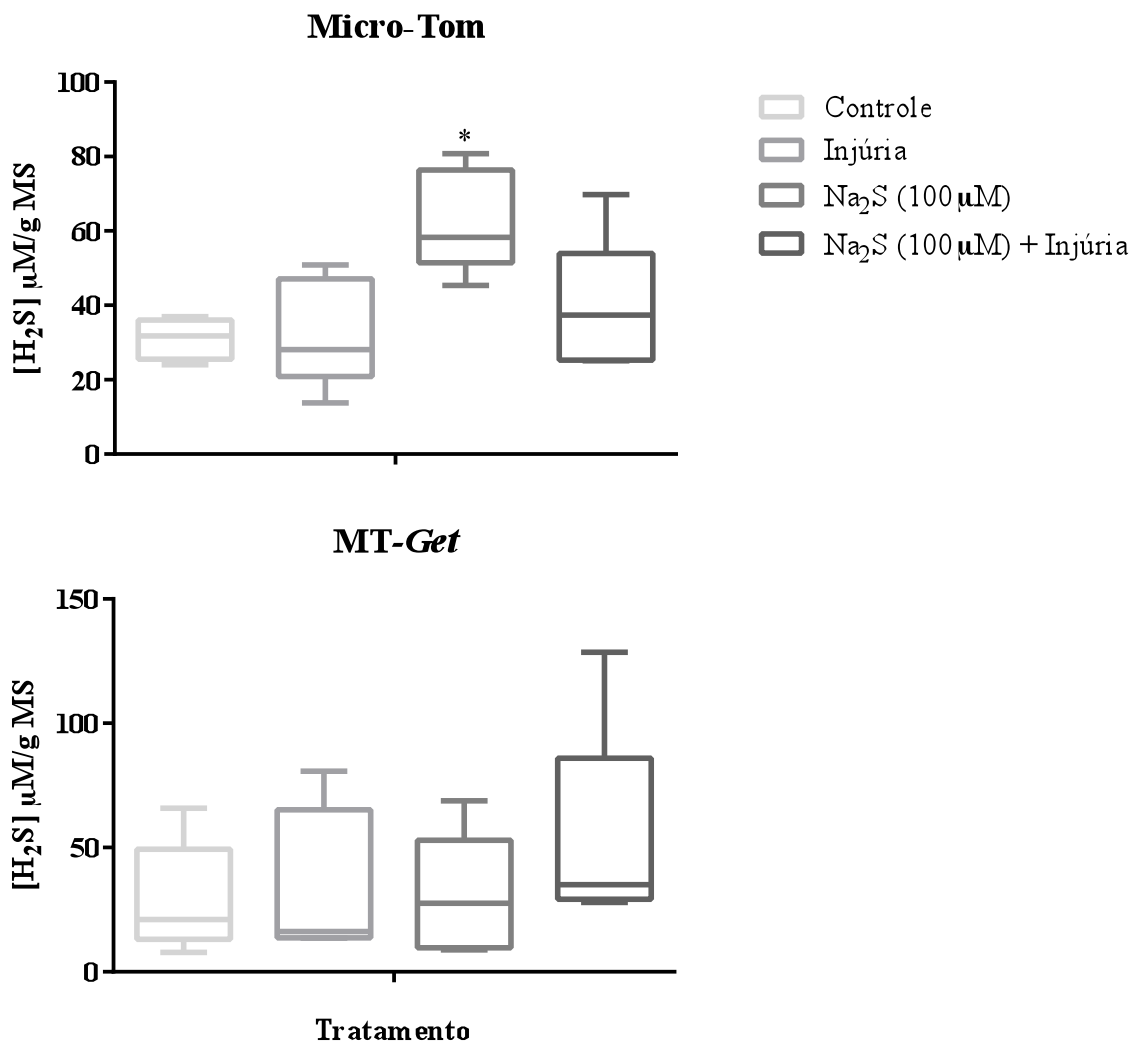 Micro-Tom
100
80
60
40
20
0
[H₂S] µM/g MS
*
Controle
Injúria
Na₂S (100 µM)
Na₂S (100 µM) + Injúria
MT-Get
150
100
50
0
[H₂S] µM/g MS
Tratamento